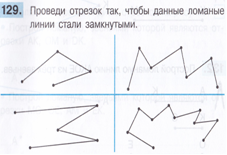 129. Проведи отрезок так, чтобы данные ломаные
линии стали замкнутыми.